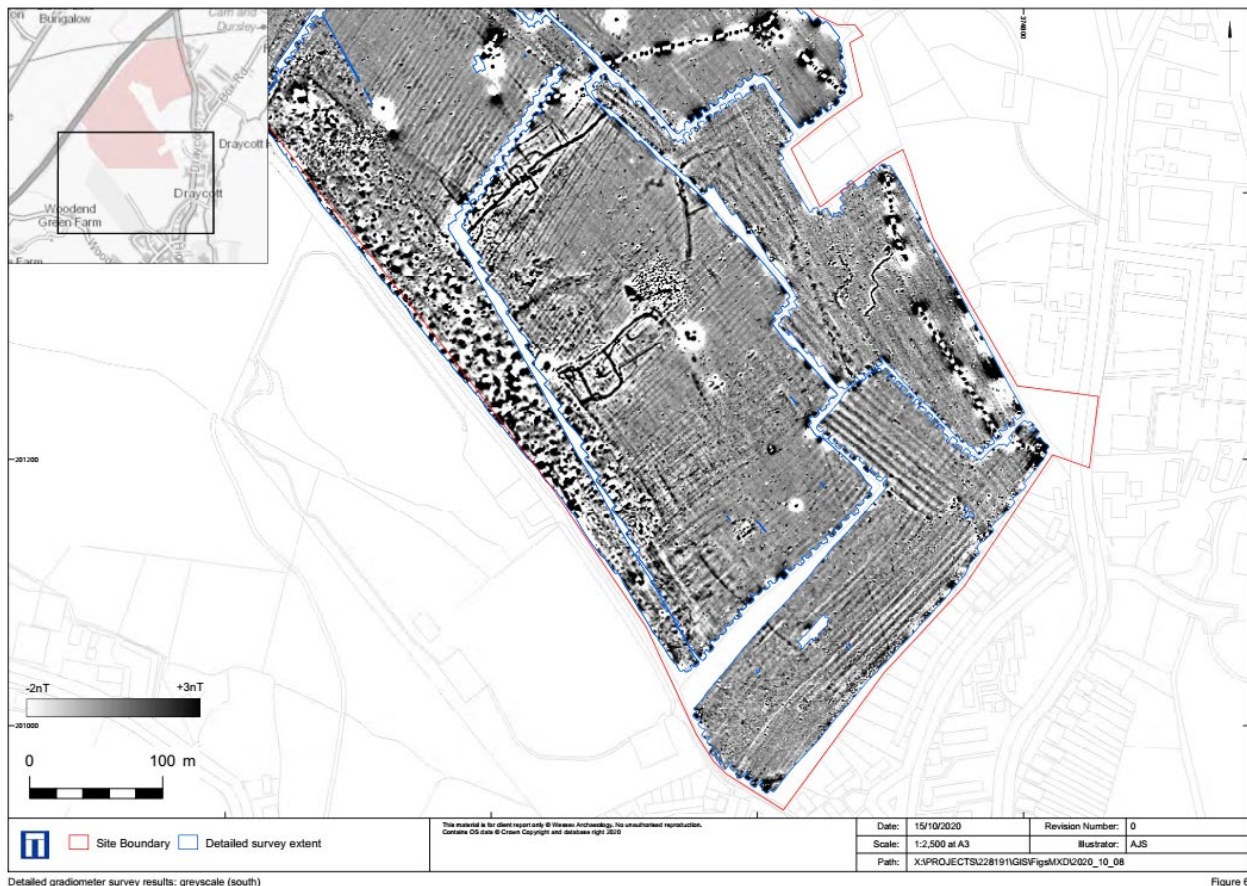 Bungalow
Cam and
Dursley
Draycott
Draycott
Woodend
Green Farm
Draycott
Farm
374800
201200
201000
-2nT
+3nT
0
100 m
Site Boundary
Detailed survey extent
This material is for client report only © Wessex Archaeology. No unauthorised reproduction.
Contains OS data © Crown Copyright and database right 2020
Date: 15/10/2020
Revision Number: 0
Scale: 1:2,500 at A3
Illustrator: AJS
Path: X:\PROJECTS\228191\GIS\FigsMXD\2020_10_08
Detailed gradiometer survey results: greyscale (south)
Figure 6